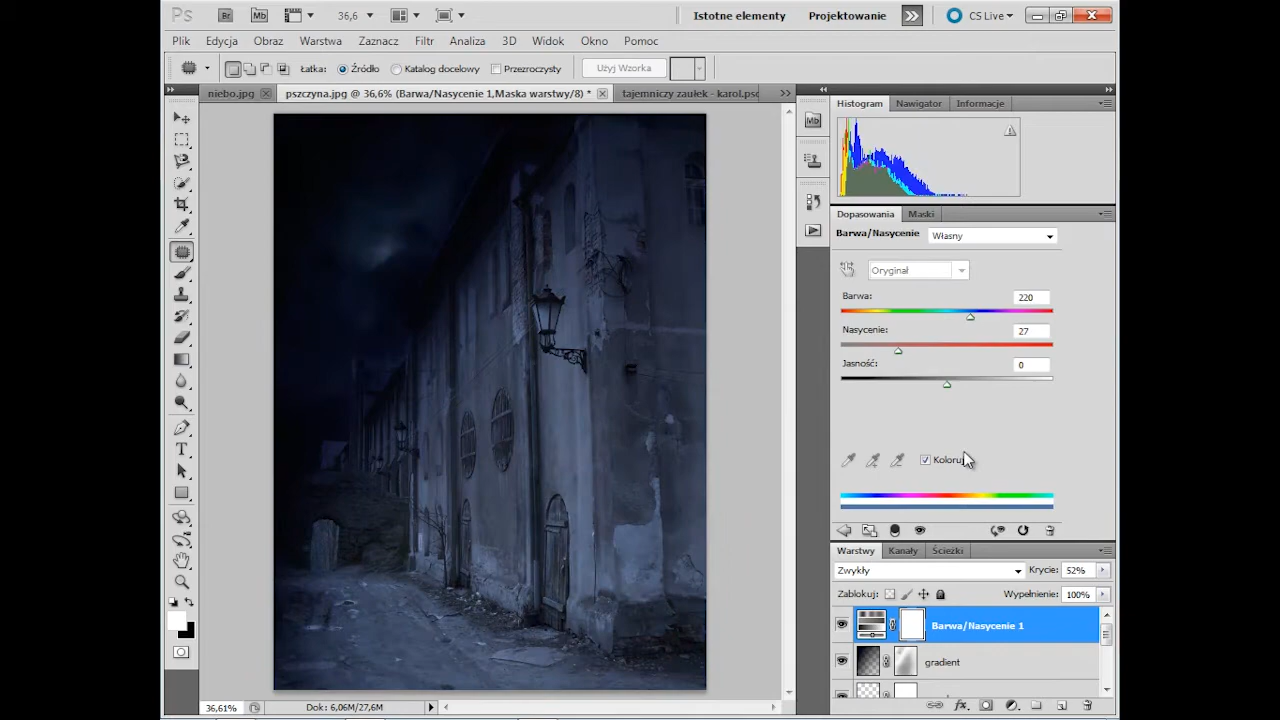 Ps Br Mb 36,6 Istotne elementy Projektowanie CS Live
Plik Edycja Obraz Warstwa Zaznacz Filtr Analiza 3D Widok Okno Pomoc
Łatka: Źródło Katalog docelowy Przezroczysty Użyj Wzorka
niebo.jpg pszczyna.jpg @ 36,6% (Barwa/Nasycenie 1,Maska warstwy/8) * tajemniczy zaułek - karol.psd
Histogram Nawigator Informacje
Mb
Dopasowania Maski
Barwa/Nasycenie Własny
Oryginał
Barwa: 220
Nasycenie: 27
Jasność: 0
Koloruj
Warstwy Kanały Ścieżki
Zwykły Krycie: 52%
Zablokuj: Wypełnienie: 100%
Barwa/Nasycenie 1
gradient
36,61% Dok: 6,06M/27,6M